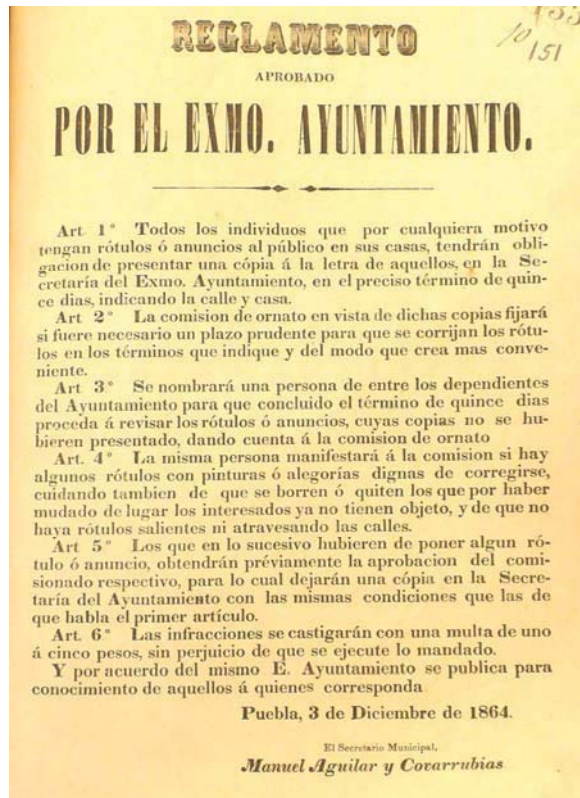 10
151
REGLAMENTO
APROBADO
POR EL EXMO. AYUNTAMIENTO.
Art 1° Todos los individuos que por cualquiera motivo
tengan rótulos ó anuncios al público en sus casas, tendrán obli-
gacion de presentar una cópia á la letra de aquellos, en la Se-
cretaría del Exmo. Ayuntamiento, en el preciso término de quin-
ce dias, indicando la calle y casa.
Art 2° La comision de ornato en vista de dichas copias fijará
si fuere necesario un plazo prudente para que se corrijan los rótu-
los en los términos que indique y del modo que crea mas conve-
niente.
Art 3° Se nombrará una persona de entre los dependientes
del Ayuntamiento para que concluido el término de quince dias
proceda á revisar los rótulos ó anuncios, cuyas copias no se hu-
bieren presentado, dando cuenta á la comision de ornato
Art. 4° La misma persona manifestará á la comision si hay
algunos rótulos con pinturas ó alegorías dignas de corregirse,
cuidando tambien de que se borren ó quiten los que por haber
mudado de lugar los interesados ya no tienen objeto, y de que no
haya rótulos salientes ni atravesando las calles.
Art 5° Los que en lo sucesivo hubieren de poner algun ró-
tulo ó anuncio, obtendrán préviamente la aprobacion del comi-
sionado respectivo, para lo cual dejarán una cópia en la Secre-
taría del Ayuntamiento con las mismas condiciones que las de
que habla el primer artículo.
Art. 6° Las infracciones se castigarán con una multa de uno
á cinco pesos, sin perjuicio de que se ejecute lo mandado.
Y por acuerdo del mismo E. Ayuntamiento se publica para
conocimiento de aquellos á quienes corresponda
Puebla, 3 de Diciembre de 1864.
El Secretario Municipal,
Manuel Aguilar y Covarrubias